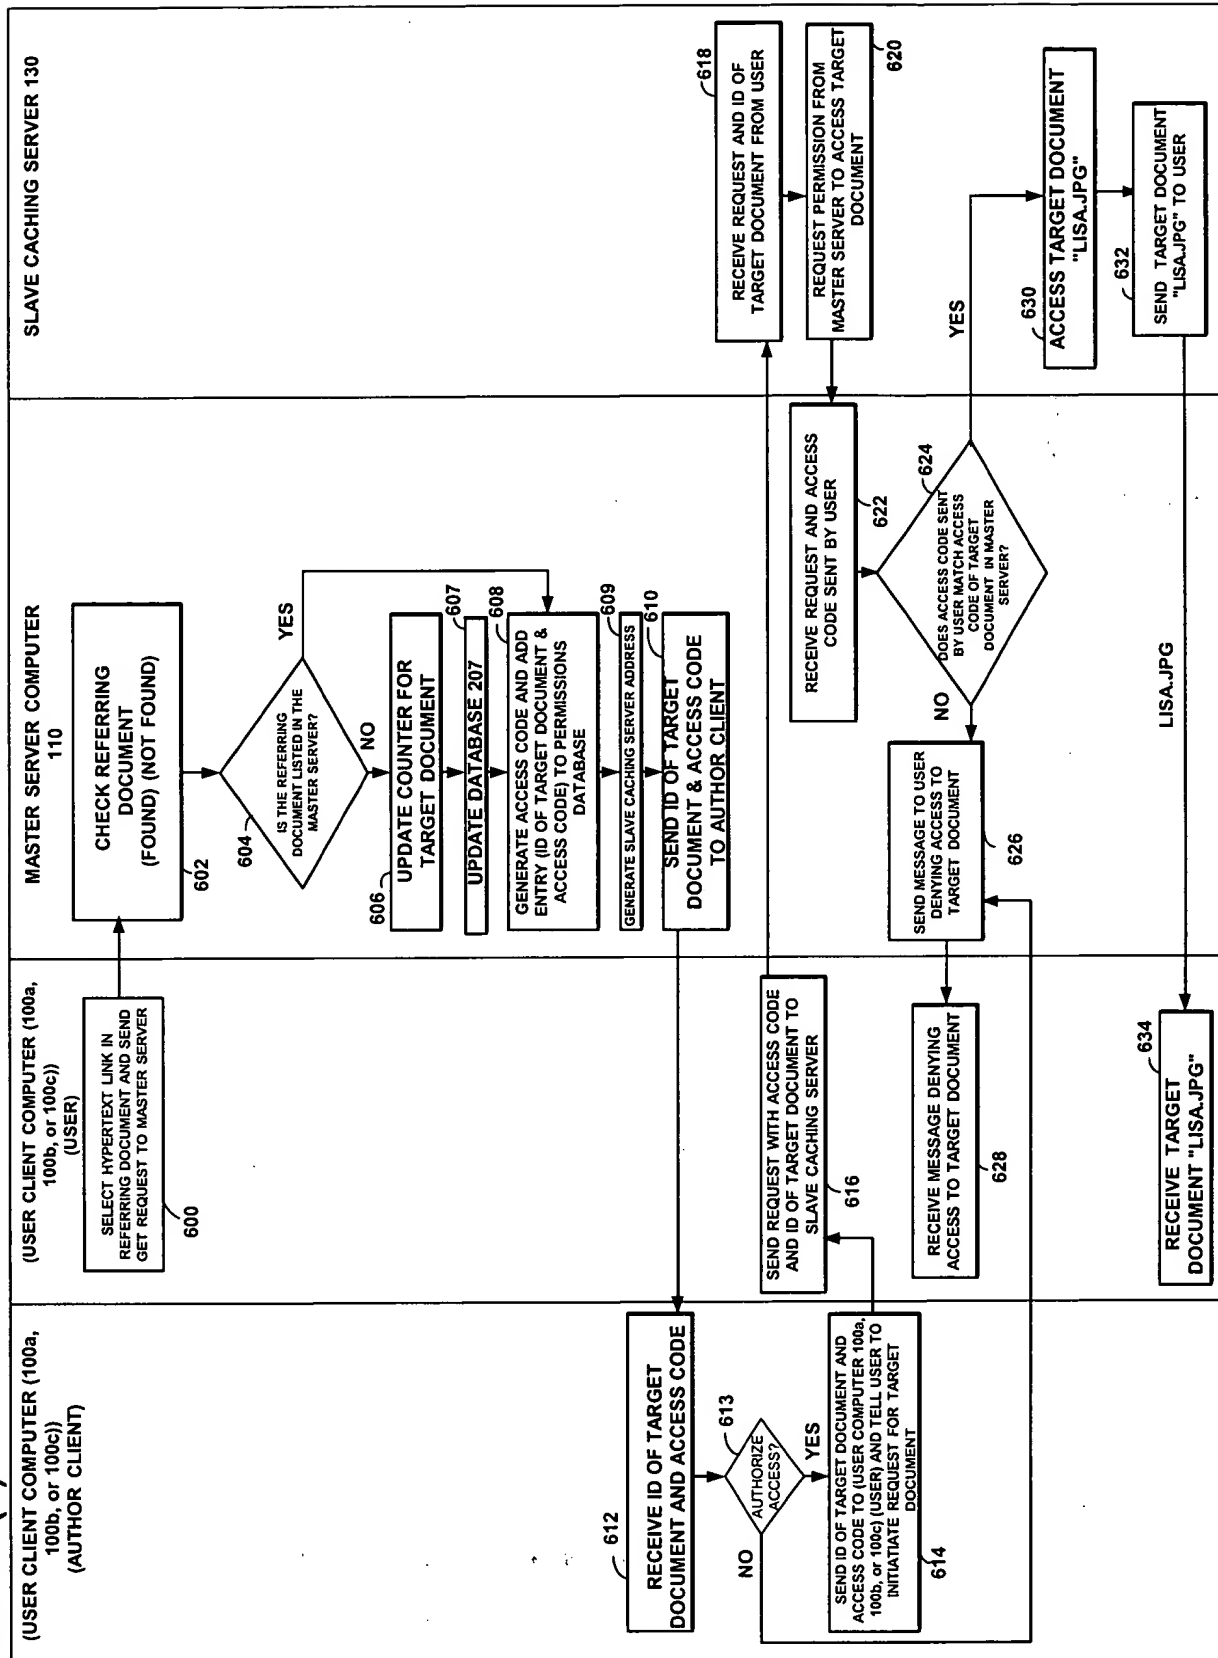 (USER CLIENT COMPUTER (100a,
100b, or 100c))
(AUTHOR CLIENT)
(USER CLIENT COMPUTER (100a,
100b, or 100c))
(USER)
MASTER SERVER COMPUTER
110
SLAVE CACHING SERVER 130
SELECT HYPERTEXT LINK IN
REFERRING DOCUMENT AND SEND
GET REQUEST TO MASTER SERVER
600
CHECK REFERRING
DOCUMENT
(FOUND) (NOT FOUND)
602
IS THE REFERRING
DOCUMENT LISTED IN THE
MASTER SERVER?
604
YES
NO
UPDATE COUNTER FOR
TARGET DOCUMENT
606
UPDATE DATABASE 207
607
GENERATE ACCESS CODE AND ADD
ENTRY (ID OF TARGET DOCUMENT &
ACCESS CODE) TO PERMISSIONS
DATABASE
608
GENERATE SLAVE CACHING SERVER ADDRESS
609
SEND ID OF TARGET
DOCUMENT & ACCESS CODE
TO AUTHOR CLIENT
610
RECEIVE ID OF TARGET
DOCUMENT AND ACCESS CODE
612
AUTHORIZE
ACCESS?
613
YES
NO
SEND ID OF TARGET DOCUMENT AND
ACCESS CODE TO (USER COMPUTER 100a,
100b, or 100c) (USER) AND TELL USER TO
INITIATE REQUEST FOR TARGET
DOCUMENT
614
SEND REQUEST WITH ACCESS CODE
AND ID OF TARGET DOCUMENT TO
SLAVE CACHING SERVER
616
RECEIVE REQUEST AND ID OF
TARGET DOCUMENT FROM USER
618
REQUEST PERMISSION FROM
MASTER SERVER TO ACCESS TARGET
DOCUMENT
620
RECEIVE REQUEST AND ACCESS
CODE SENT BY USER
622
DOES ACCESS CODE SENT
BY USER MATCH ACCESS
CODE OF TARGET
DOCUMENT IN MASTER
SERVER?
624
YES
NO
SEND MESSAGE TO USER
DENYING ACCESS TO
TARGET DOCUMENT
626
RECEIVE MESSAGE DENYING
ACCESS TO TARGET DOCUMENT
628
ACCESS TARGET DOCUMENT
"LISA.JPG"
630
SEND TARGET DOCUMENT
"LISA.JPG" TO USER
632
LISA.JPG
RECEIVE TARGET
DOCUMENT "LISA.JPG"
634